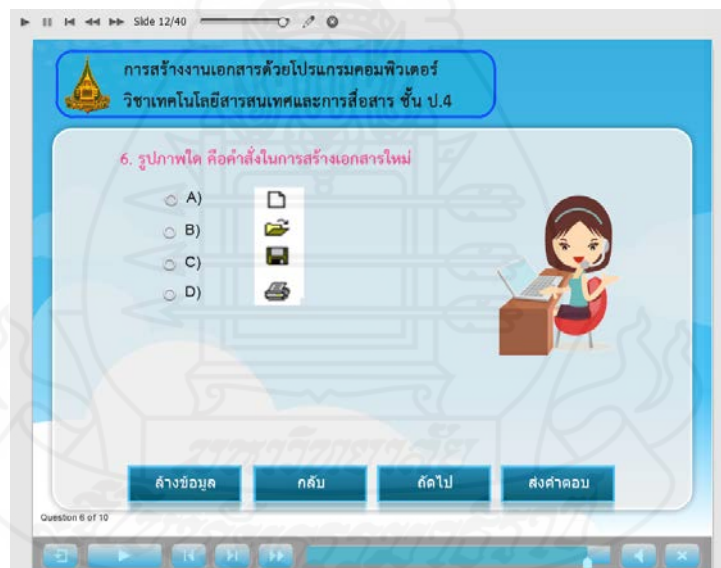 Slide 12/40
การสร้างงานเอกสารด้วยโปรแกรมคอมพิวเตอร์
วิชาเทคโนโลยีสารสนเทศและการสื่อสาร ชั้น ป.4
6. รูปภาพใด คือคำสั่งในการสร้างเอกสารใหม่
A)
B)
C)
D)
ล้างข้อมูล
กลับ
ถัดไป
ส่งคำตอบ
Question 6 of 10